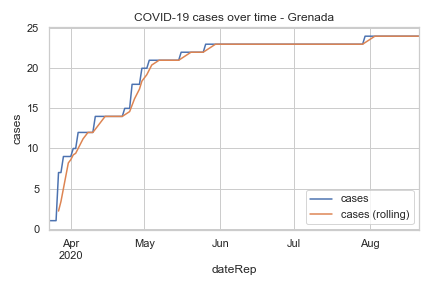 COVID-19 cases over time - Grenada
25
20
15
10
5
0
cases
Apr
2020
May
Jun
Jul
Aug
dateRep
cases
cases (rolling)